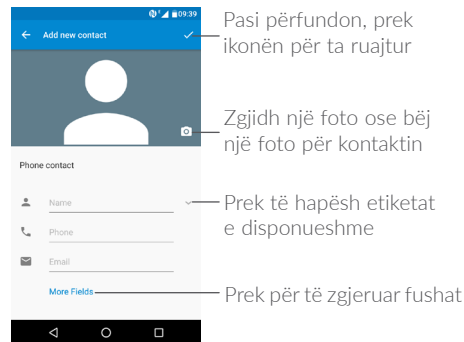 09:39
Add new contact
Pasi përfundon, prek
ikonën për ta ruajtur
Zgjidh një foto ose bëj
një foto për kontaktin
Phone contact
Name
Prek të hapësh etiketat
e disponueshme
Phone
Email
More Fields
Prek për të zgjeruar fushat